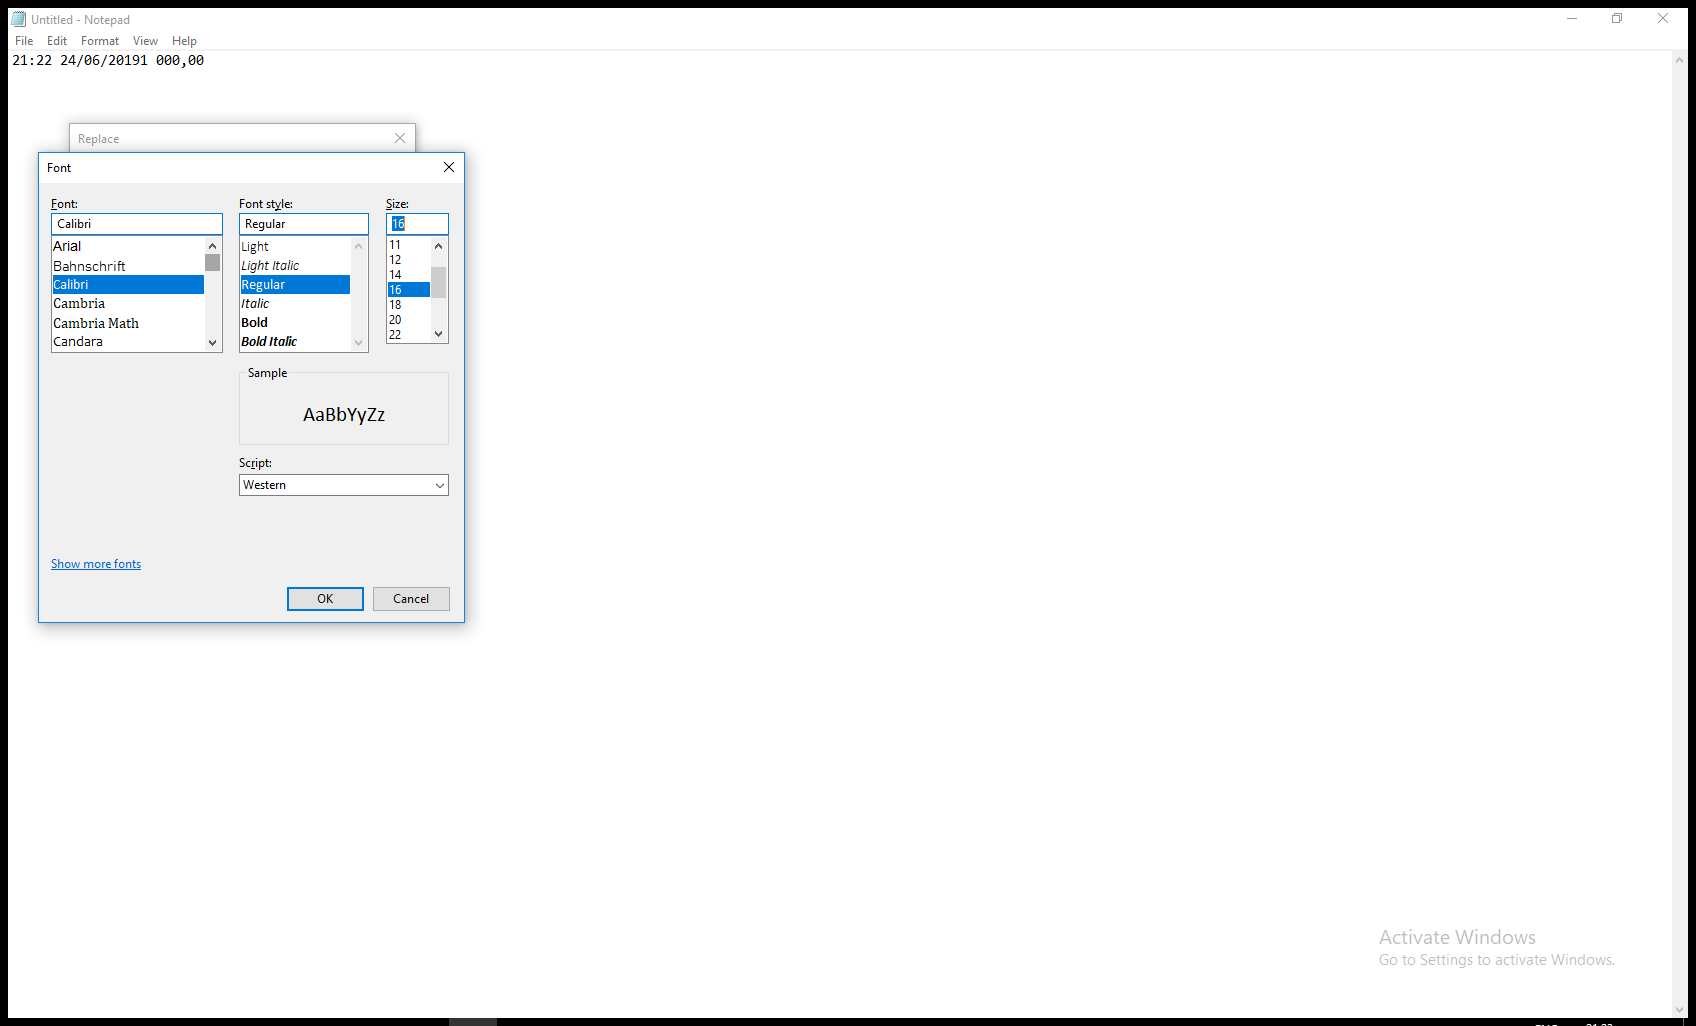 Untitled - Notepad
File Edit Format View Help
21:22 24/06/20191 000,00
Replace
Font
Font: Font style: Size:
Calibri Regular 16
Arial
Bahnschrift
Calibri
Cambria
Cambria Math
Candara
Light
Light Italic
Regular
Italic
Bold
Bold Italic
11
12
14
16
18
20
22
Sample
AaBbYyZz
Script:
Western
Show more fonts
OK Cancel
Activate Windows
Go to Settings to activate Windows.